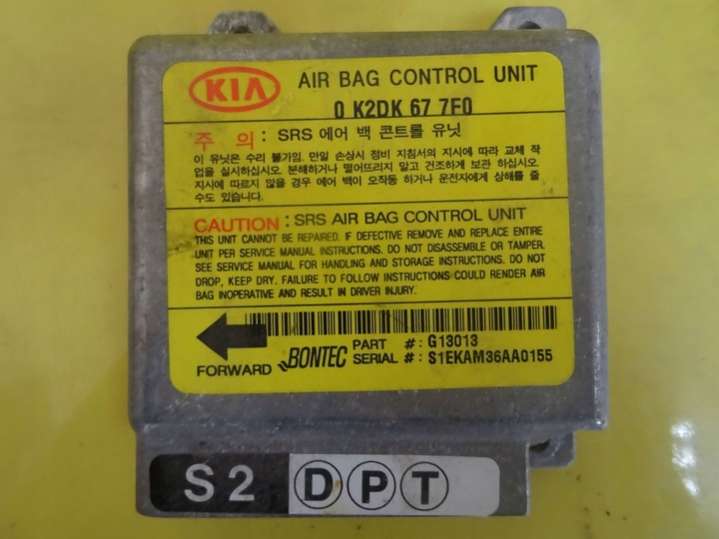 KIA AIR BAG CONTROL UNIT
0 K2DK 67 7F0
주 의 : SRS 에어 백 콘트롤 유닛
이 유닛은 수리 불가임. 만일 손상시 정비 지침서의 지시에 따라 교체 작
업을 실시하십시오. 분해하거나 떨어뜨리지 말고 건조하게 보관 하십시오.
지시에 따르지 않을 경우 에어 백이 오작동 하거나 운전자에게 상해를 줄
수도 있습니다.
CAUTION : SRS AIR BAG CONTROL UNIT
THIS UNIT CANNOT BE REPAIRED. IF DEFECTIVE REMOVE AND REPLACE ENTIRE
UNIT PER SERVICE MANUAL INSTRUCTIONS. DO NOT DISASSEMBLE OR TAMPER.
SEE SERVICE MANUAL FOR HANDLING AND STORAGE INSTRUCTIONS. DO NOT
DROP, KEEP DRY. FAILURE TO FOLLOW INSTRUCTIONS COULD RENDER AIR
BAG INOPERATIVE AND RESULT IN DRIVER INJURY.
PART # : G13013
FORWARD BONTEC SERIAL # : S1EKAM36AA0155
S2 D P T